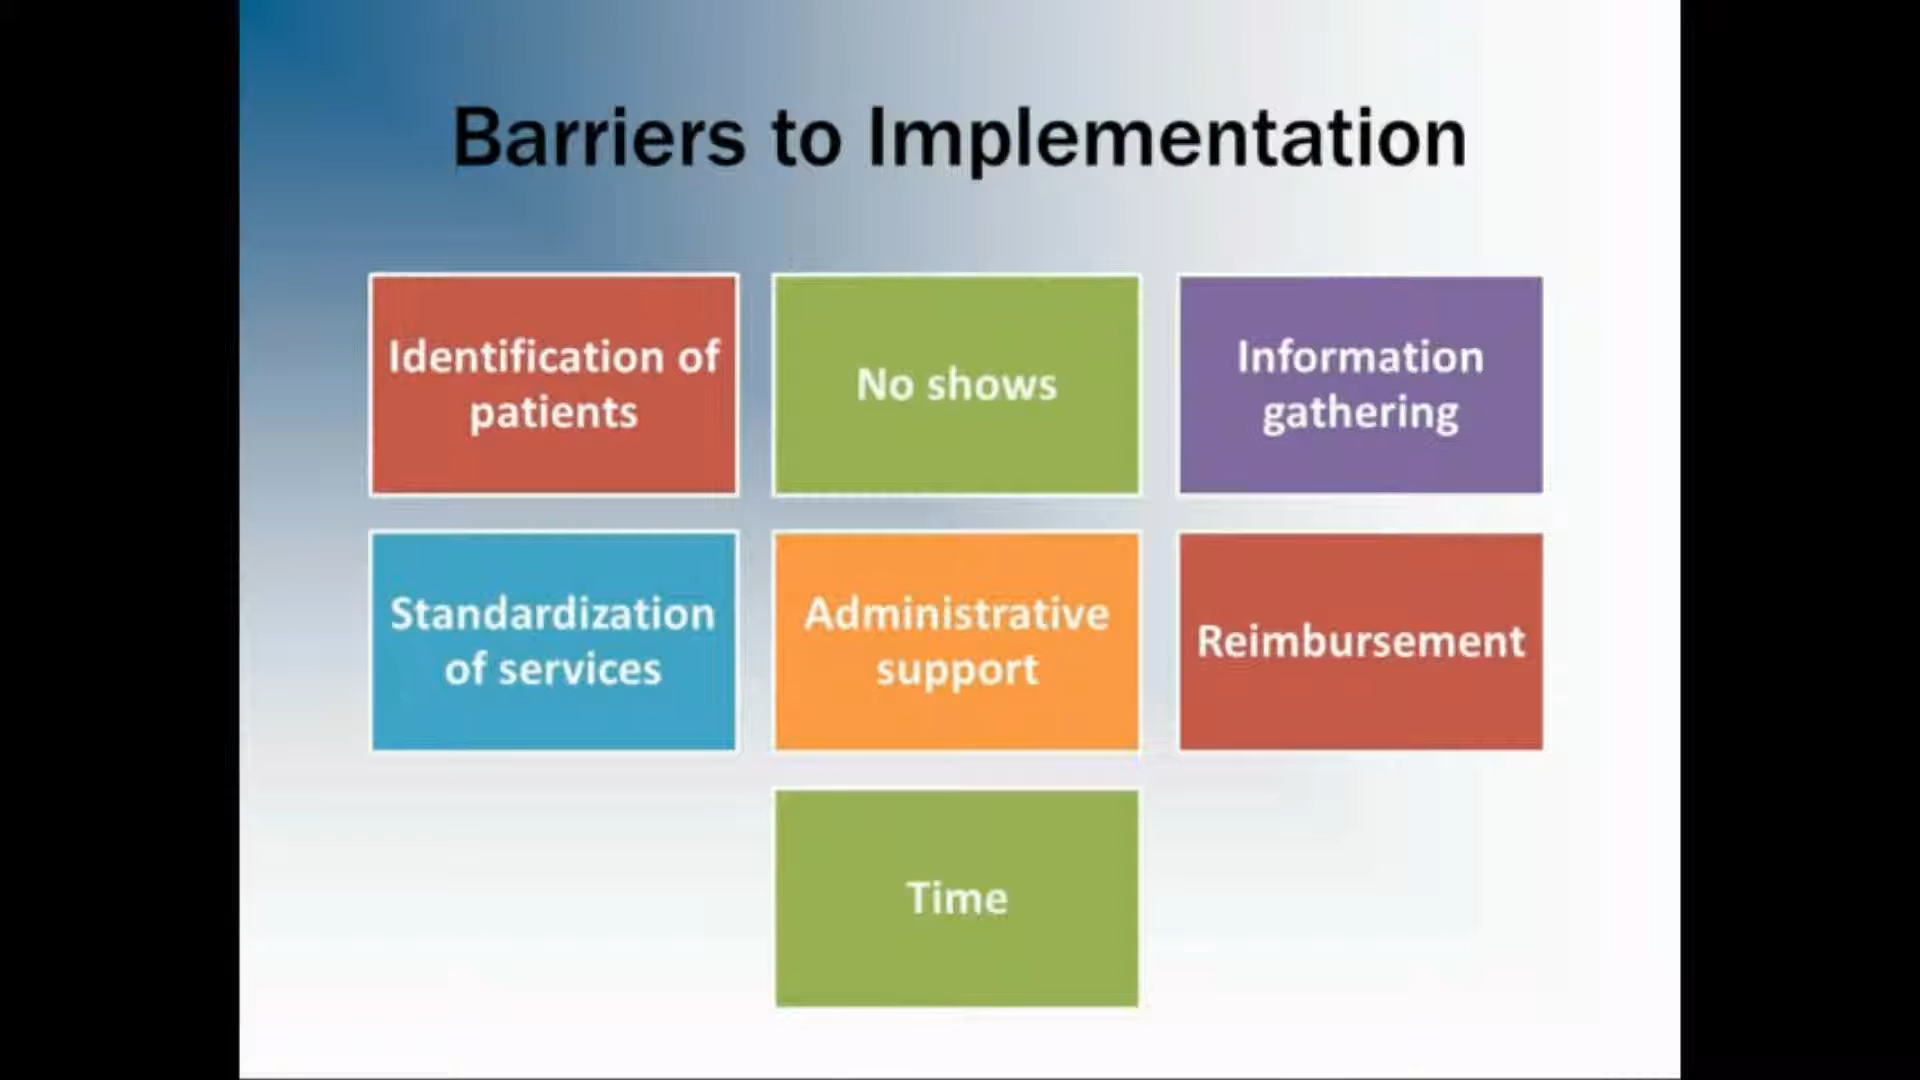 Barriers to Implementation
Identification of
patients
No shows
Information
gathering
Standardization
of services
Administrative
support
Reimbursement
Time